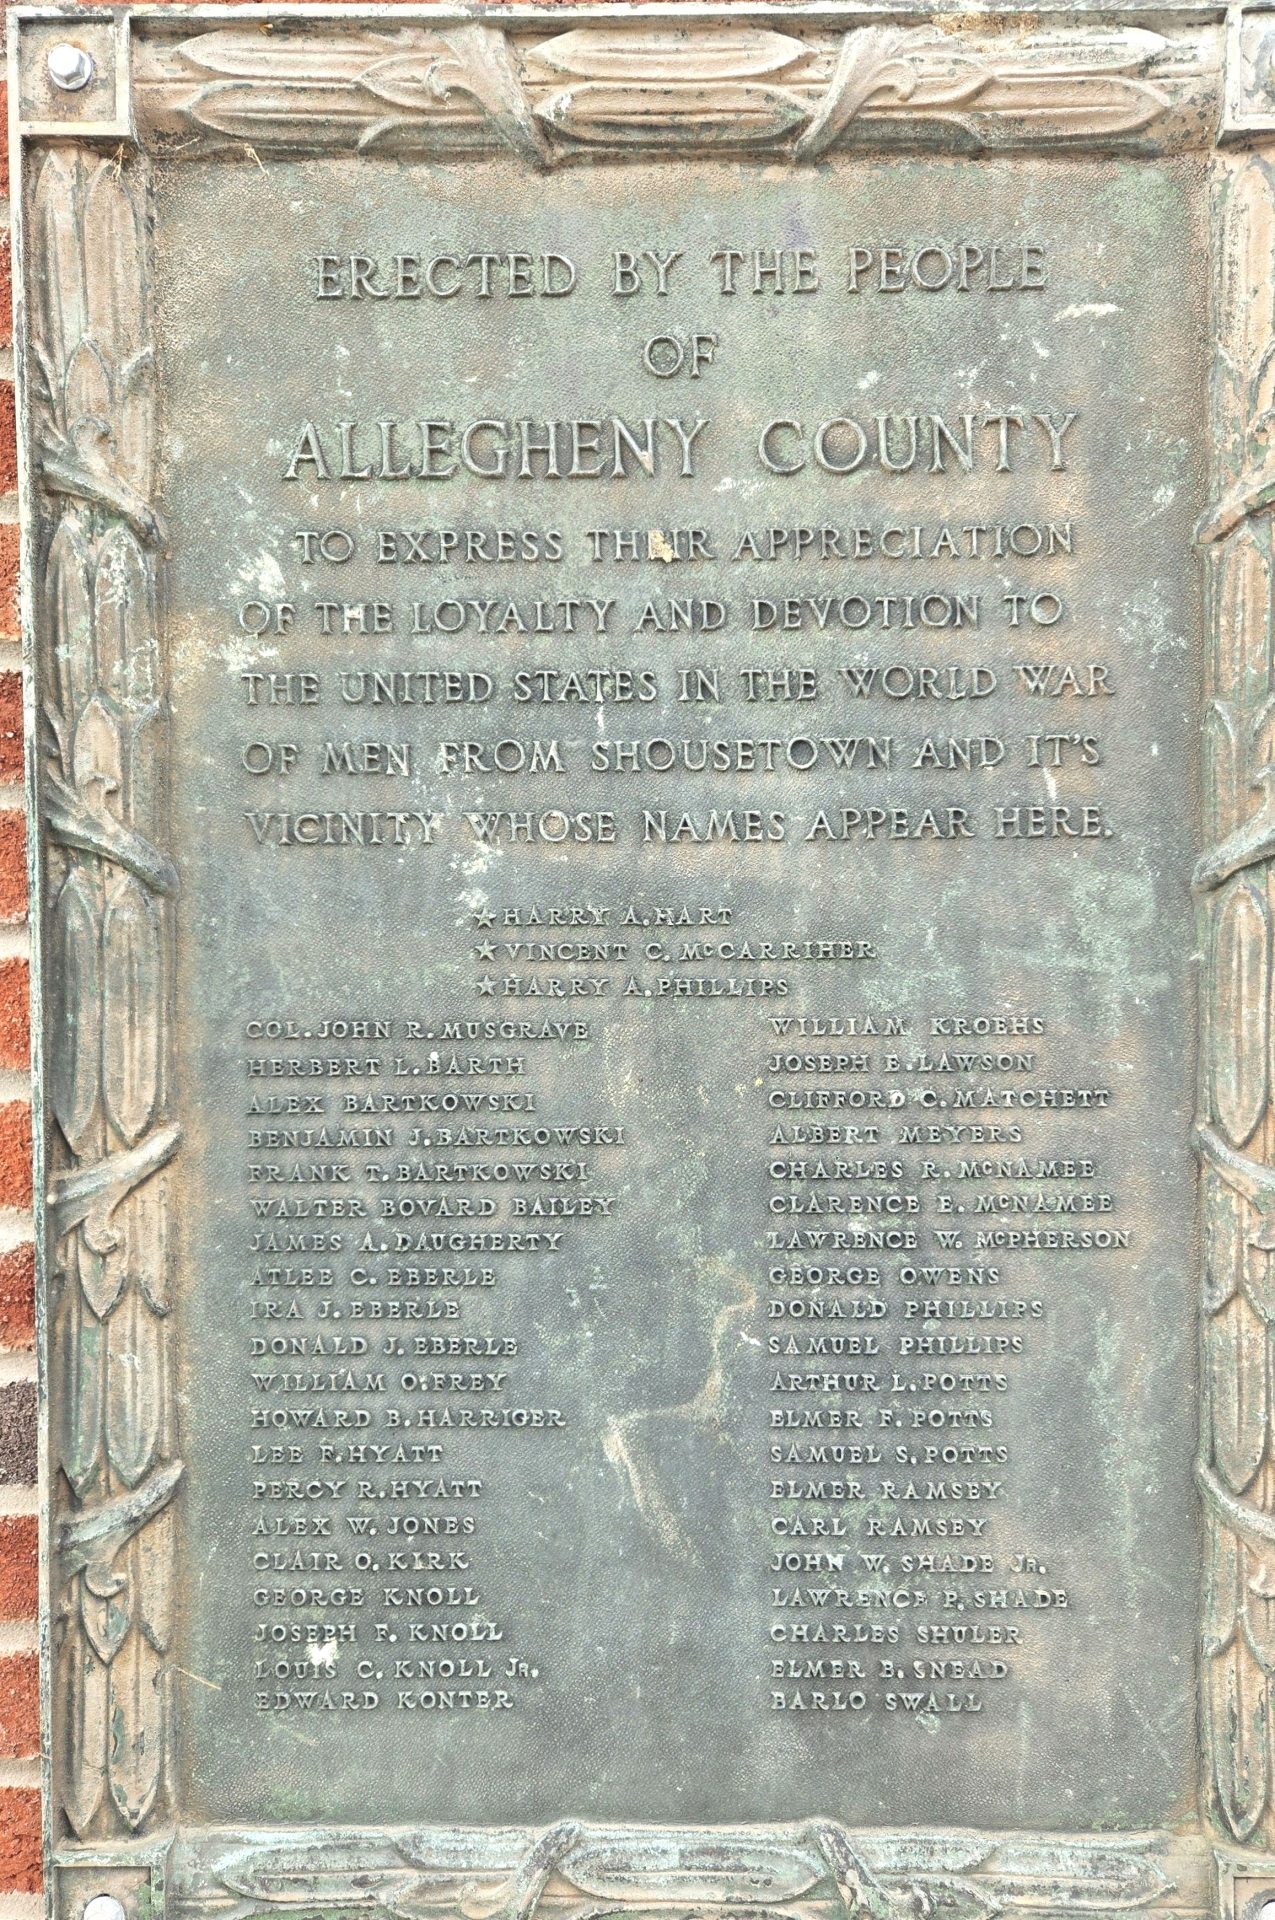 ERECTED BY THE PEOPLE
OF
ALLEGHENY COUNTY
TO EXPRESS THEIR APPRECIATION
OF THE LOYALTY AND DEVOTION TO
THE UNITED STATES IN THE WORLD WAR
OF MEN FROM SHOUSETOWN AND IT'S
VICINITY WHOSE NAMES APPEAR HERE.
★HARRY A. HART
★VINCENT C. McCARRIHER
★HARRY A. PHILLIPS
COL. JOHN R. MUSGRAVE
HERBERT L. BARTH
ALEX BARTKOWSKI
BENJAMIN J. BARTKOWSKI
FRANK T. BARTKOWSKI
WALTER BOVARD BAILEY
JAMES A. DAUGHERTY
ATLEE C. EBERLE
IRA J. EBERLE
DONALD J. EBERLE
WILLIAM O. FREY
HOWARD B. HARRIGER
LEE F. HYATT
PERCY R. HYATT
ALEX W. JONES
CLAIR O. KIRK
GEORGE KNOLL
JOSEPH F. KNOLL
LOUIS C. KNOLL JR.
EDWARD KONTER
WILLIAM KROEHS
JOSEPH E. LAWSON
CLIFFORD C. MATCHETT
ALBERT MEYERS
CHARLES R. McNAMEE
CLARENCE E. McNAMEE
LAWRENCE W. McPHERSON
GEORGE OWENS
DONALD PHILLIPS
SAMUEL PHILLIPS
ARTHUR L. POTTS
ELMER F. POTTS
SAMUEL S. POTTS
ELMER RAMSEY
CARL RAMSEY
JOHN W. SHADE JR.
LAWRENCE P. SHADE
CHARLES SHULER
ELMER B. SNEAD
BARLO SWALL